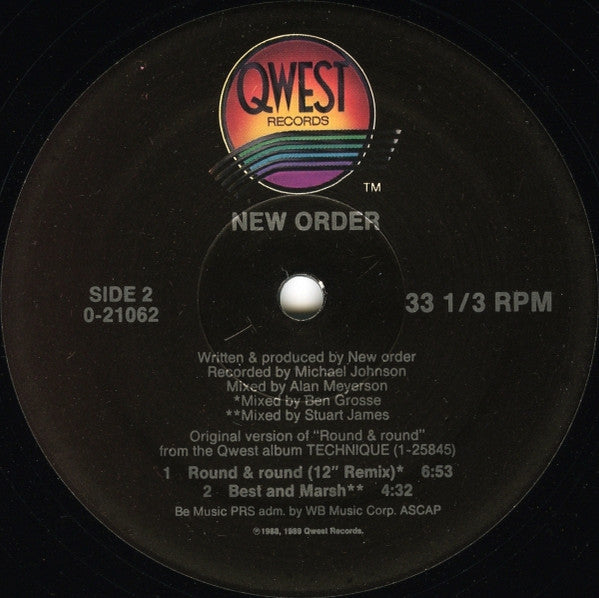 QWEST
RECORDS
TM
NEW ORDER
SIDE 2
0-21062
33 1/3 RPM
Written & produced by New order
Recorded by Michael Johnson
Mixed by Alan Meyerson
*Mixed by Ben Grosse
**Mixed by Stuart James
Original version of "Round & round"
from the Qwest album TECHNIQUE (1-25845)
1 Round & round (12" Remix)* 6:53
2 Best and Marsh** 4:32
Be Music PRS adm. by WB Music Corp. ASCAP
℗1988, 1989 Qwest Records.